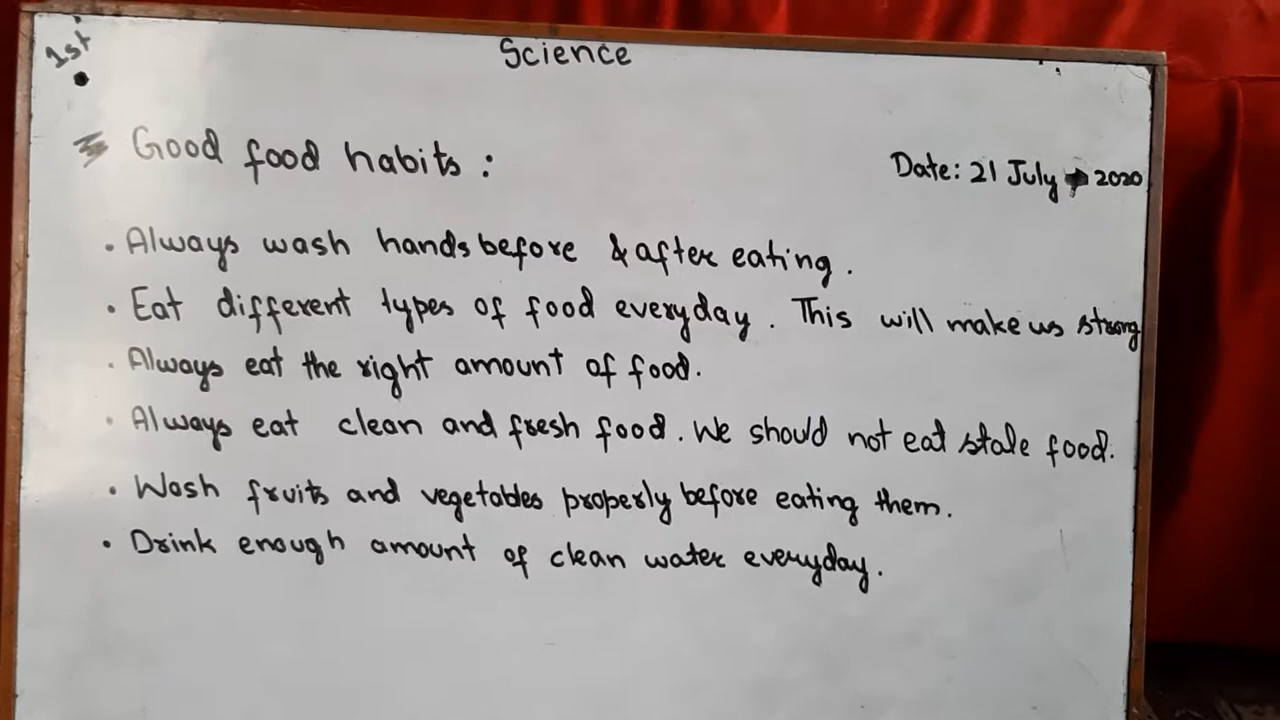 1st
Science
Good food habits :
Date: 21 July 2020
• Always wash hands before & after eating.
• Eat different types of food everyday. This will make us strong
• Always eat the right amount of food.
• Always eat clean and fresh food. We should not eat stale food.
• Wash fruits and vegetables properly before eating them.
• Drink enough amount of clean water everyday.